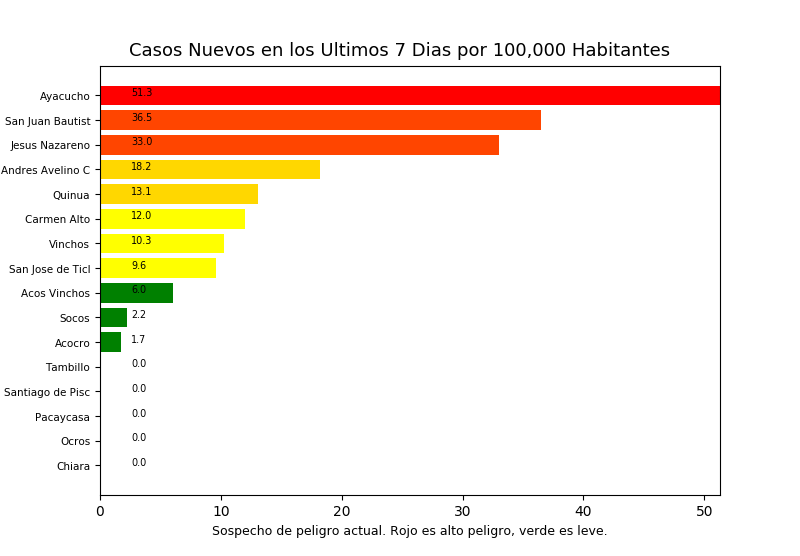 Casos Nuevos en los Ultimos 7 Dias por 100,000 Habitantes
Ayacucho 51.3
San Juan Bautist 36.5
Jesus Nazareno 33.0
Andres Avelino C 18.2
Quinua 13.1
Carmen Alto 12.0
Vinchos 10.3
San Jose de Ticl 9.6
Acos Vinchos 6.0
Socos 2.2
Acocro 1.7
Tambillo 0.0
Santiago de Pisc 0.0
Pacaycasa 0.0
Ocros 0.0
Chiara 0.0
0 10 20 30 40 50
Sospecho de peligro actual. Rojo es alto peligro, verde es leve.